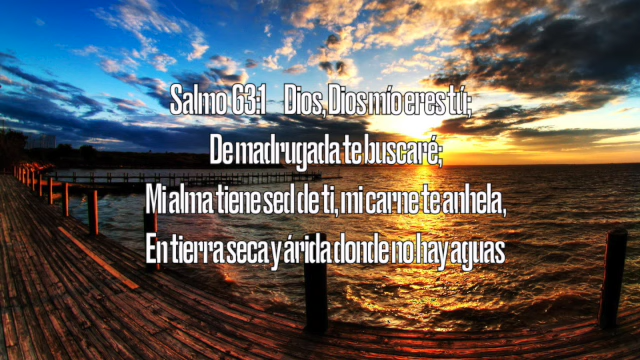 Salmo 63:1 Dios, Dios mío eres tú;
De madrugada te buscaré;
Mi alma tiene sed de ti, mi carne te anhela,
En tierra seca y árida donde no hay aguas